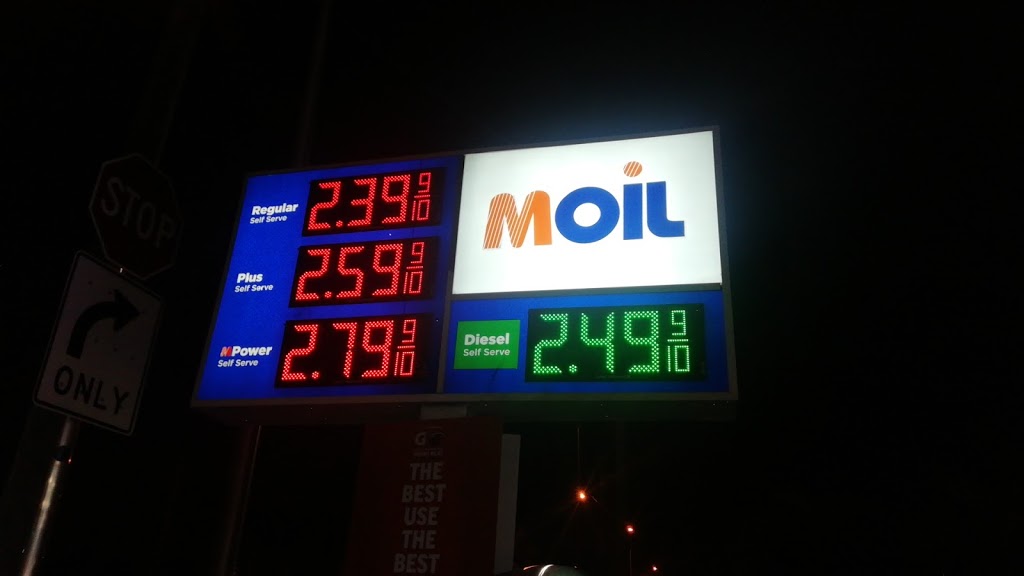 STOP
ONLY
Regular
Self Serve
2.39 9/10
Plus
Self Serve
2.59 9/10
MPower
Self Serve
2.79 9/10
MOIL
Diesel
Self Serve
2.49 9/10
G
THE
BEST
USE
THE
BEST